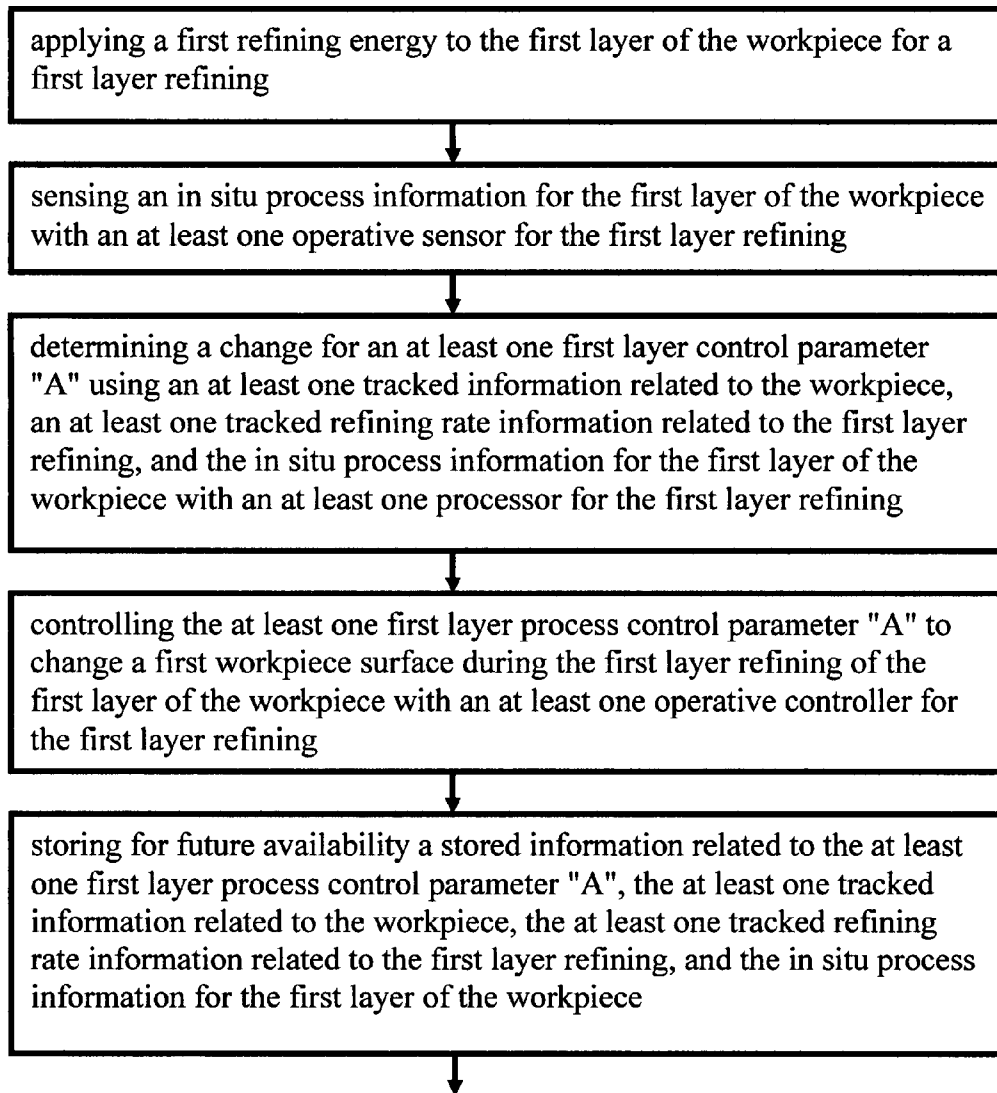 applying a first refining energy to the first layer of the workpiece for a
first layer refining
sensing an in situ process information for the first layer of the workpiece
with an at least one operative sensor for the first layer refining
determining a change for an at least one first layer control parameter
"A" using an at least one tracked information related to the workpiece,
an at least one tracked refining rate information related to the first layer
refining, and the in situ process information for the first layer of the
workpiece with an at least one processor for the first layer refining
controlling the at least one first layer process control parameter "A" to
change a first workpiece surface during the first layer refining of the
first layer of the workpiece with an at least one operative controller for
the first layer refining
storing for future availability a stored information related to the at least
one first layer process control parameter "A", the at least one tracked
information related to the workpiece, the at least one tracked refining
rate information related to the first layer refining, and the in situ process
information for the first layer of the workpiece